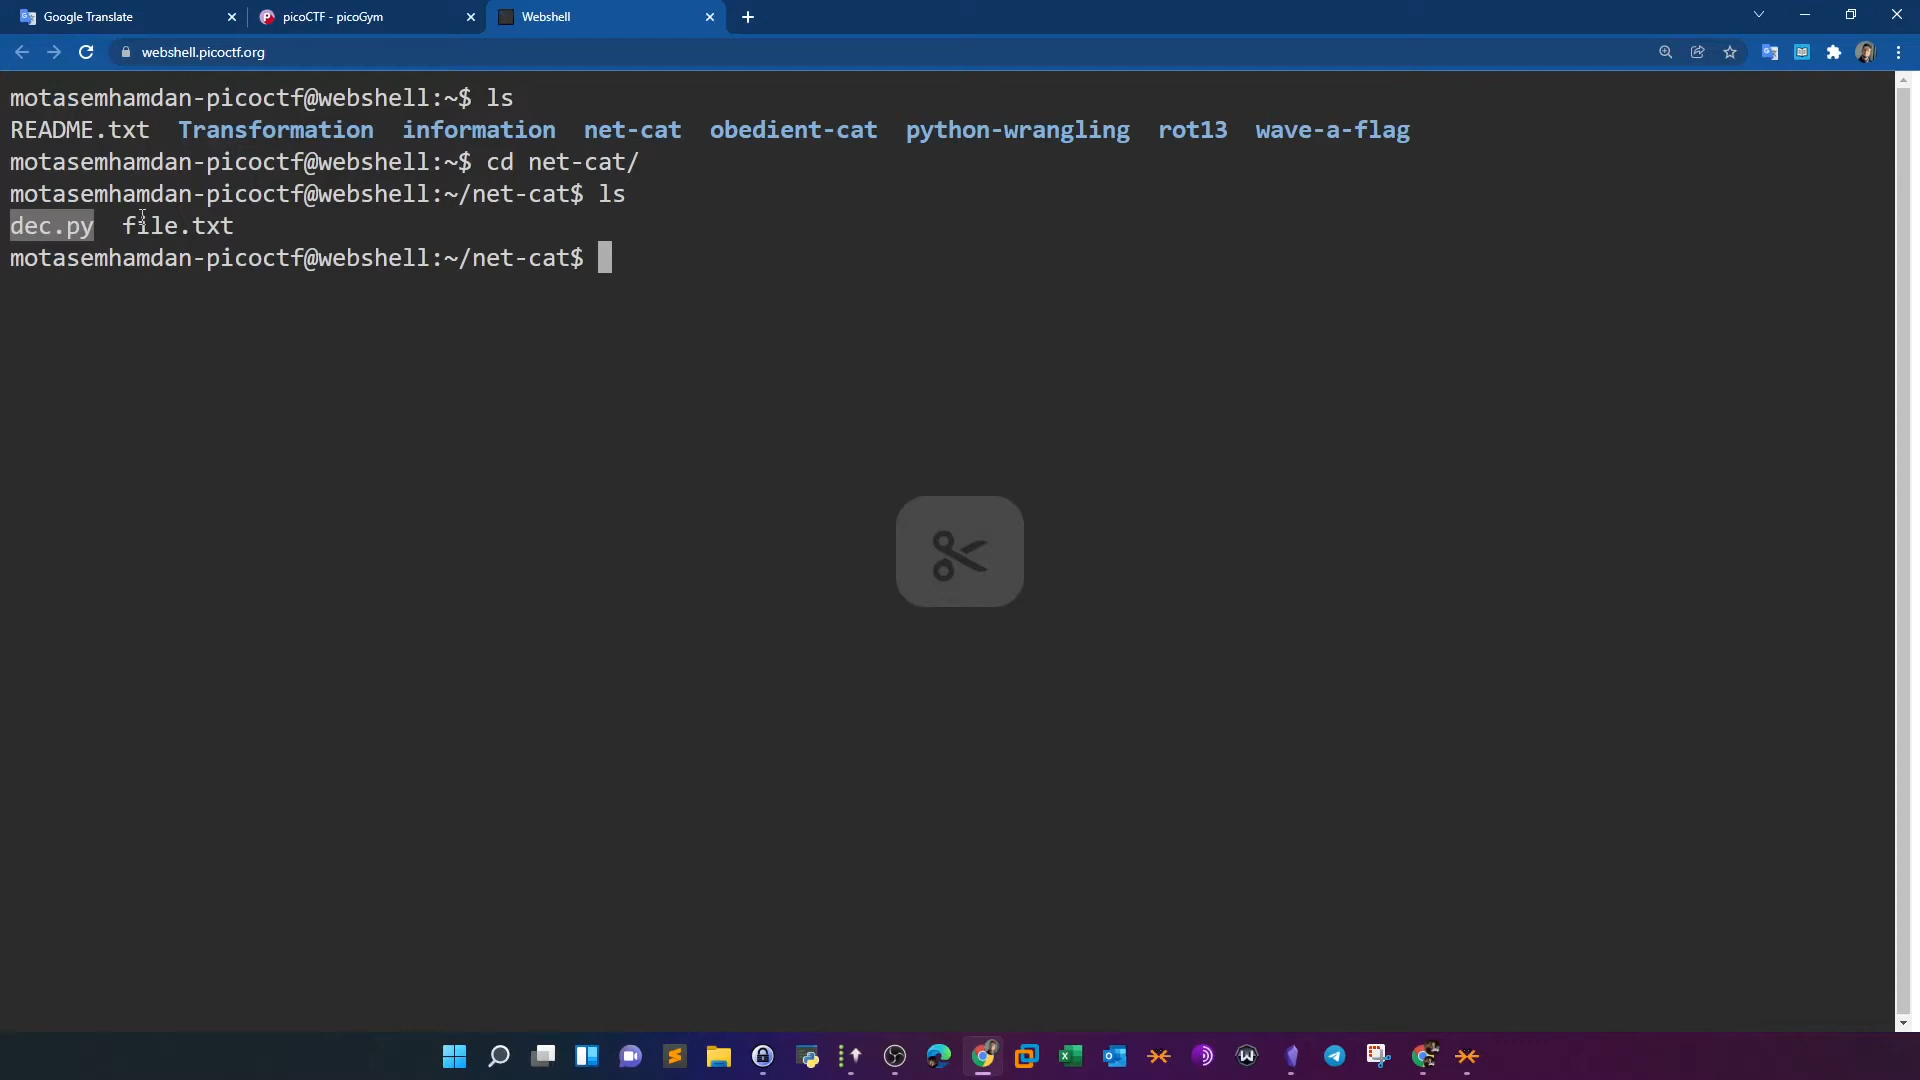 Google Translate
picoCTF - picoGym
Webshell
webshell.picoctf.org
motasemhamdan-picoctf@webshell:~$ ls
README.txt  Transformation  information  net-cat  obedient-cat  python-wrangling  rot13  wave-a-flag
motasemhamdan-picoctf@webshell:~$ cd net-cat/
motasemhamdan-picoctf@webshell:~/net-cat$ ls
dec.py  file.txt
motasemhamdan-picoctf@webshell:~/net-cat$